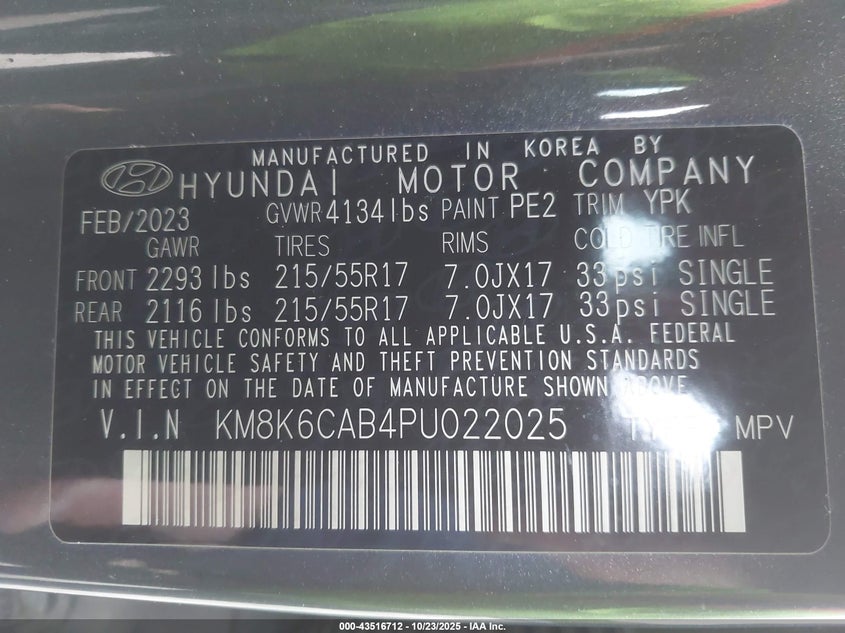 MANUFACTURED IN KOREA BY
HYUNDAI MOTOR COMPANY
FEB/2023 GVWR 4134lbs PAINT PE2 TRIM YPK
GAWR TIRES RIMS COLD TIRE INFL
FRONT 2293 lbs 215/55R17 7.0JX17 33psi SINGLE
REAR 2116 lbs 215/55R17 7.0JX17 33psi SINGLE
THIS VEHICLE CONFORMS TO ALL APPLICABLE U.S.A. FEDERAL
MOTOR VEHICLE SAFETY AND THEFT PREVENTION STANDARDS
IN EFFECT ON THE DATE OF MANUFACTURE SHOWN ABOVE.
V.I.N KM8K6CAB4PU022025 TYPE MPV
000-43516712 - 10/23/2025 - IAA Inc.